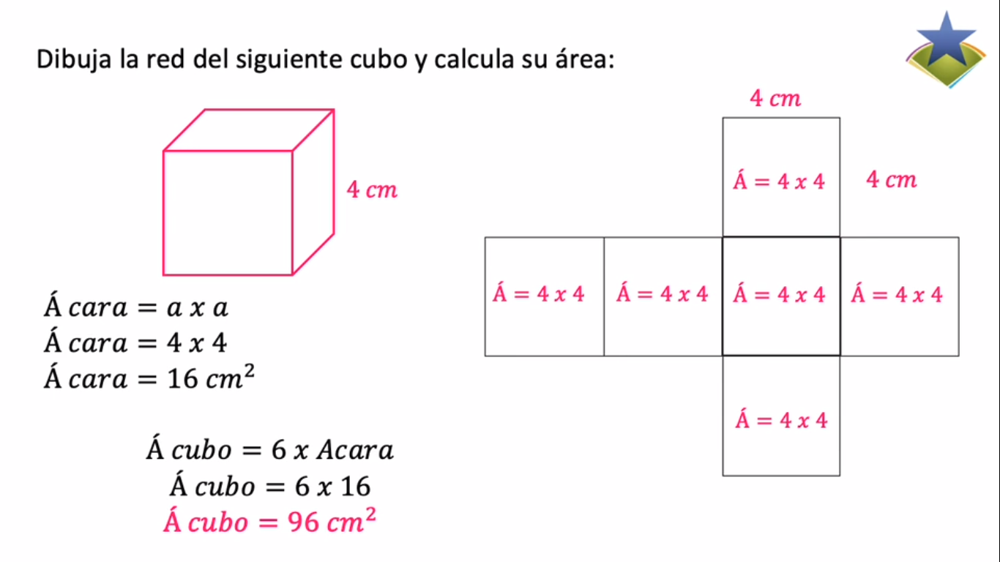 Dibuja la red del siguiente cubo y calcula su área:
4 cm
4 cm
Á = 4 x 4
4 cm
Á = 4 x 4
Á = 4 x 4
Á = 4 x 4
Á = 4 x 4
Á = 4 x 4
Á cara = a x a
Á cara = 4 x 4
Á cara = 16 cm²
Á cubo = 6 x Acara
Á cubo = 6 x 16
Á cubo = 96 cm²